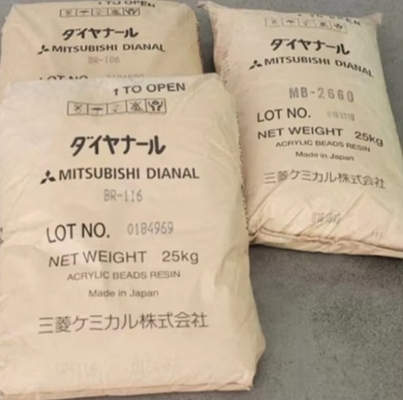 ↑TO OPEN
ダイヤナール
MITSUBISHI DIANAL
BR-106
LOT NO.
ダイヤナール
MITSUBISHI DIANAL
MB-2660
LOT NO.
NET WEIGHT 25kg
ACRYLIC BEADS RESIN
Made in Japan
三菱ケミカル株式会社
↑TO OPEN
ダイヤナール
MITSUBISHI DIANAL
BR-116
LOT NO. 0184969
NET WEIGHT 25kg
ACRYLIC BEADS RESIN
Made in Japan
三菱ケミカル株式会社